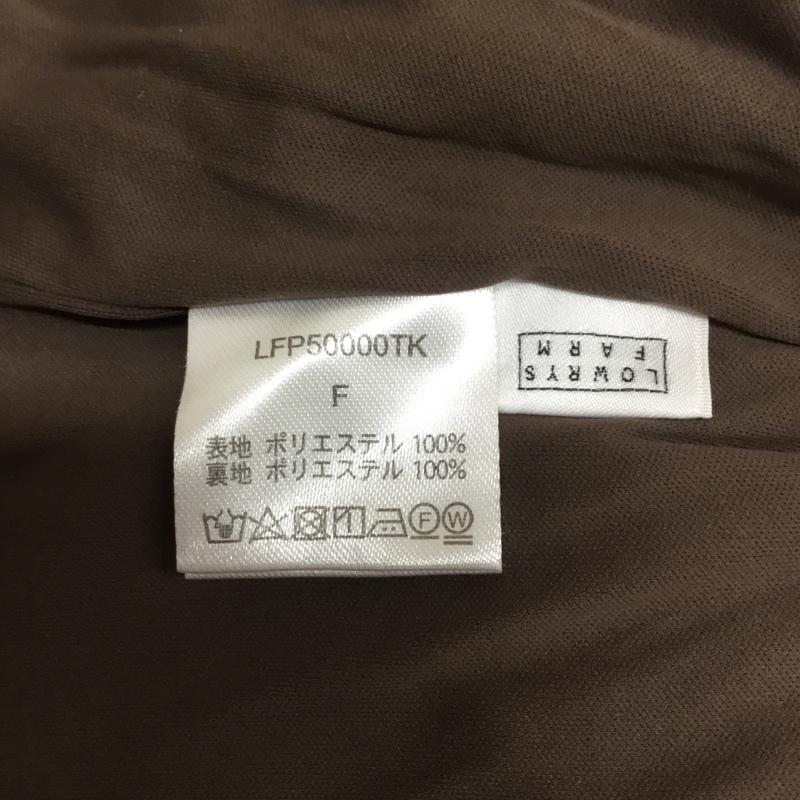 LFP50000TK
F
表地 ポリエステル 100%
裏地 ポリエステル 100%
F W
LOWRYS
FARM